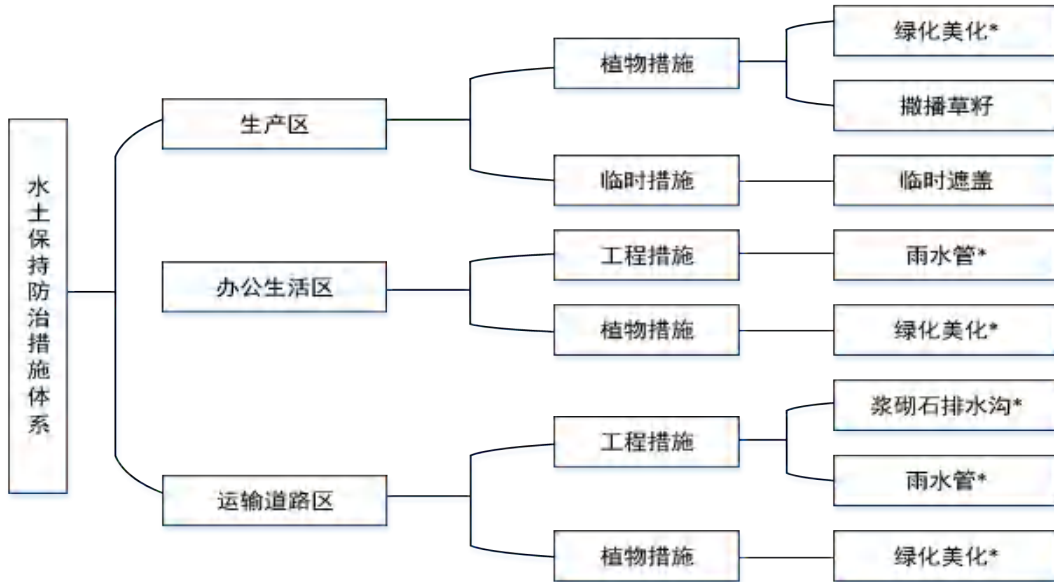 水土保持防治措施体系
生产区
植物措施
绿化美化*
撒播草籽
临时措施
临时遮盖
办公生活区
工程措施
雨水管*
植物措施
绿化美化*
运输道路区
工程措施
浆砌石排水沟*
雨水管*
植物措施
绿化美化*